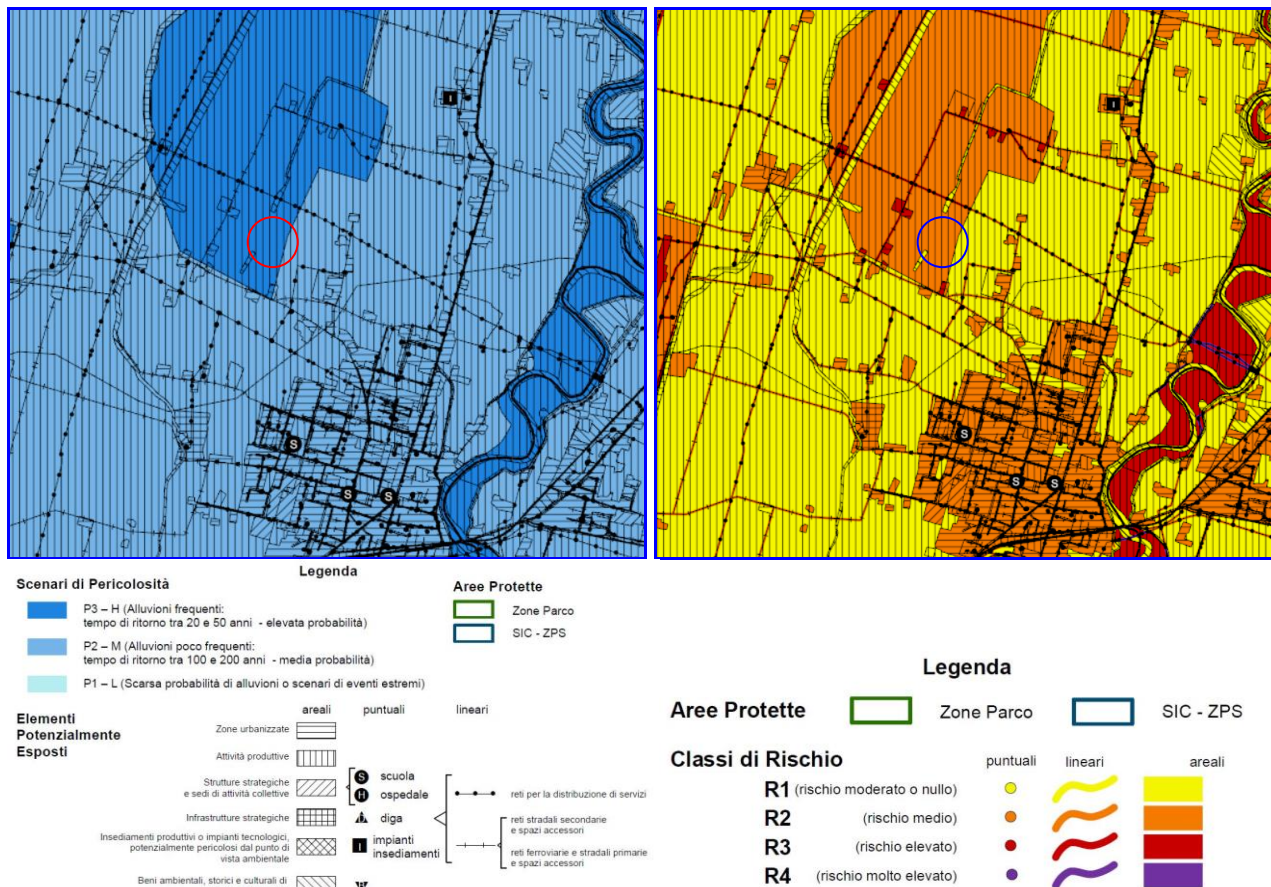 I
S
S
S
I
S
S
S
Legenda
Scenari di Pericolosità
P3 – H (Alluvioni frequenti:
tempo di ritorno tra 20 e 50 anni - elevata probabilità)
P2 – M (Alluvioni poco frequenti:
tempo di ritorno tra 100 e 200 anni - media probabilità)
P1 – L (Scarsa probabilità di alluvioni o scenari di eventi estremi)
Aree Protette
Zone Parco
SIC - ZPS
Elementi
Potenzialmente
Esposti
areali
puntuali
lineari
Zone urbanizzate
Attività produttive
Strutture strategiche
e sedi di attività collettive
Infrastrutture strategiche
Insediamenti produttivi o impianti tecnologici,
potenzialmente pericolosi dal punto di
vista ambientale
Beni ambientali, storici e culturali di
S scuola
H ospedale
diga
I impianti
insediamenti
reti per la distribuzione di servizi
reti stradali secondarie
e spazi accessori
reti ferroviarie e stradali primarie
e spazi accessori
Legenda
Aree Protette
Zone Parco
SIC - ZPS
Classi di Rischio
puntuali
lineari
areali
R1 (rischio moderato o nullo)
R2 (rischio medio)
R3 (rischio elevato)
R4 (rischio molto elevato)